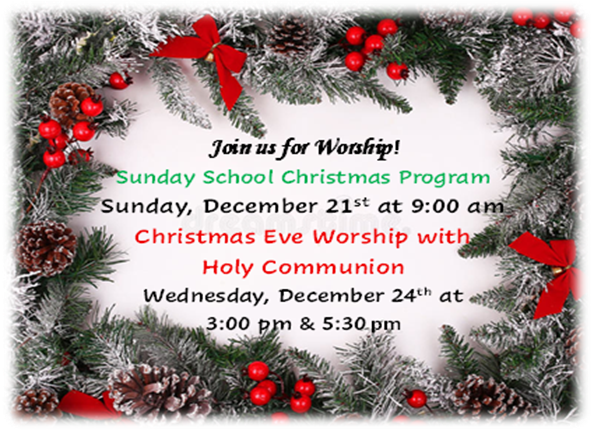 Join us for Worship!
Sunday School Christmas Program
Sunday, December 21st at 9:00 am
Christmas Eve Worship with
Holy Communion
Wednesday, December 24th at
3:00 pm & 5:30 pm